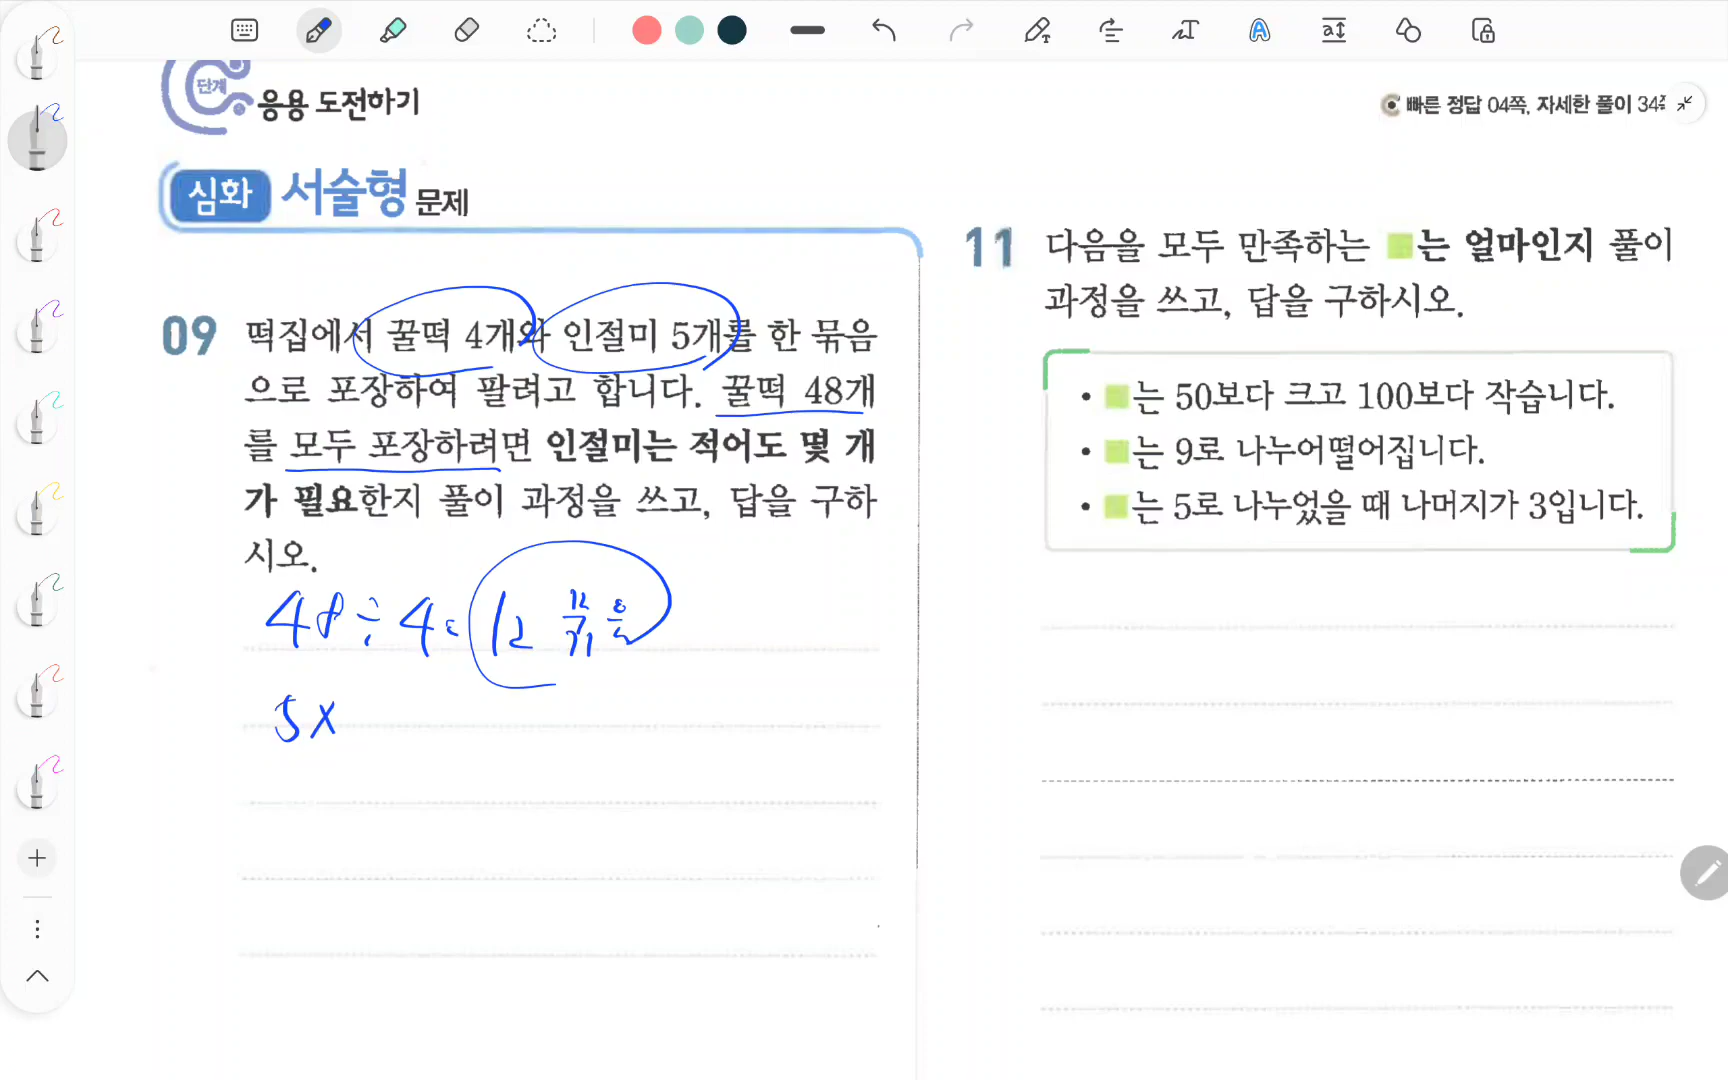 단계
응용 도전하기
빠른 정답 04쪽, 자세한 풀이 34쪽
심화 서술형 문제
09 떡집에서 꿀떡 4개와 인절미 5개를 한 묶음
으로 포장하여 팔려고 합니다. 꿀떡 48개
를 모두 포장하려면 인절미는 적어도 몇 개
가 필요한지 풀이 과정을 쓰고, 답을 구하
시오.
48÷4=12 묶음
5×
11 다음을 모두 만족하는 ■는 얼마인지 풀이
과정을 쓰고, 답을 구하시오.
• ■는 50보다 크고 100보다 작습니다.
• ■는 9로 나누어떨어집니다.
• ■는 5로 나누었을 때 나머지가 3입니다.